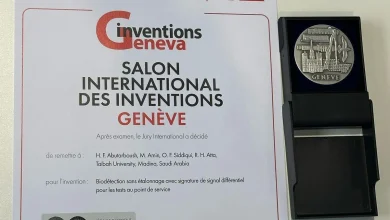 inventions
Geneva
SALON
INTERNATIONAL
DES INVENTIONS
GENÈVE
Après examen, le Jury International a décidé
de remettre à : H. F. Abutarboush, M. Amin, O. F. Siddiqui, R. H. Atta,
Taibah University, Madina, Saudi Arabia
pour l'invention : Biodétection sans étalonnage avec signature de signal différentiel
pour les tests au point de service
GENÈVE